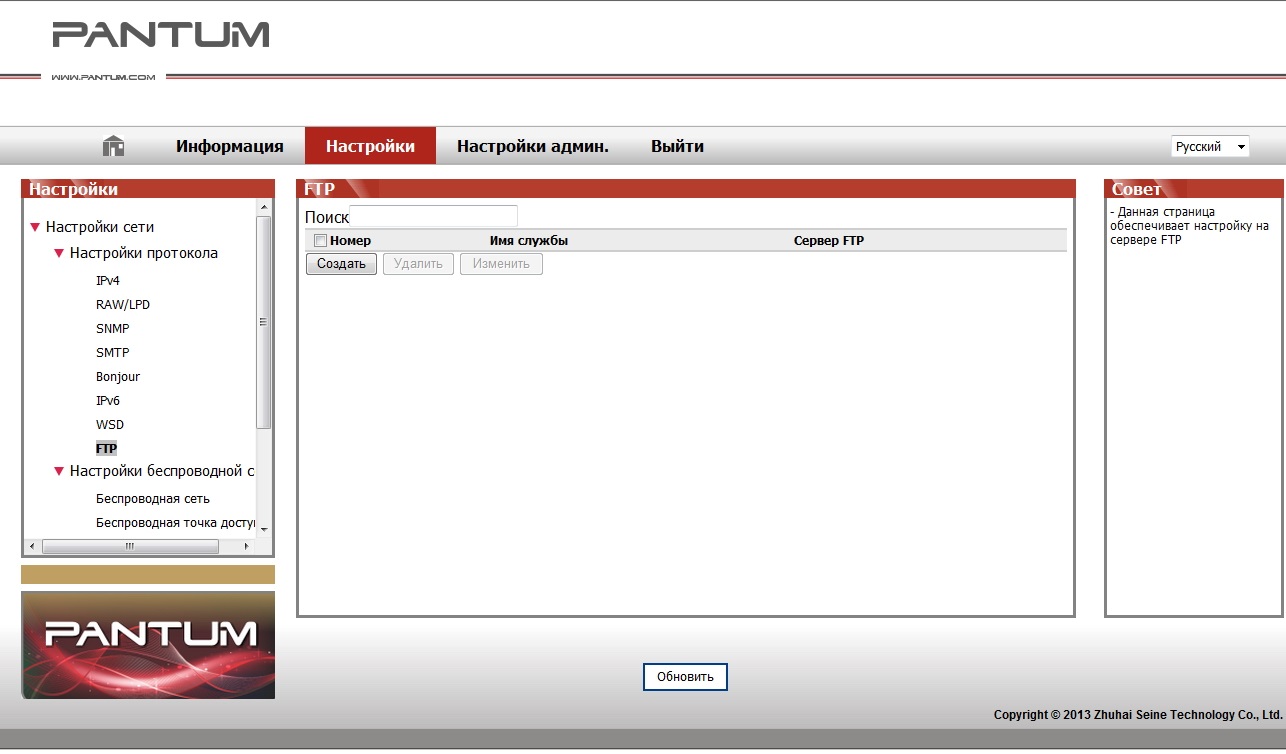 PANTUM
WWW.PANTUM.COM
Информация Настройки Настройки админ. Выйти Русский
Настройки
Настройки сети
Настройки протокола
IPv4
RAW/LPD
SNMP
SMTP
Bonjour
IPv6
WSD
FTP
Настройки беспроводной с
Беспроводная сеть
Беспроводная точка досту
PANTUM
FTP
Поиск
Номер Имя службы Сервер FTP
Создать Удалить Изменить
Совет
- Данная страница
обеспечивает настройку на
сервере FTP
Обновить
Copyright © 2013 Zhuhai Seine Technology Co., Ltd.